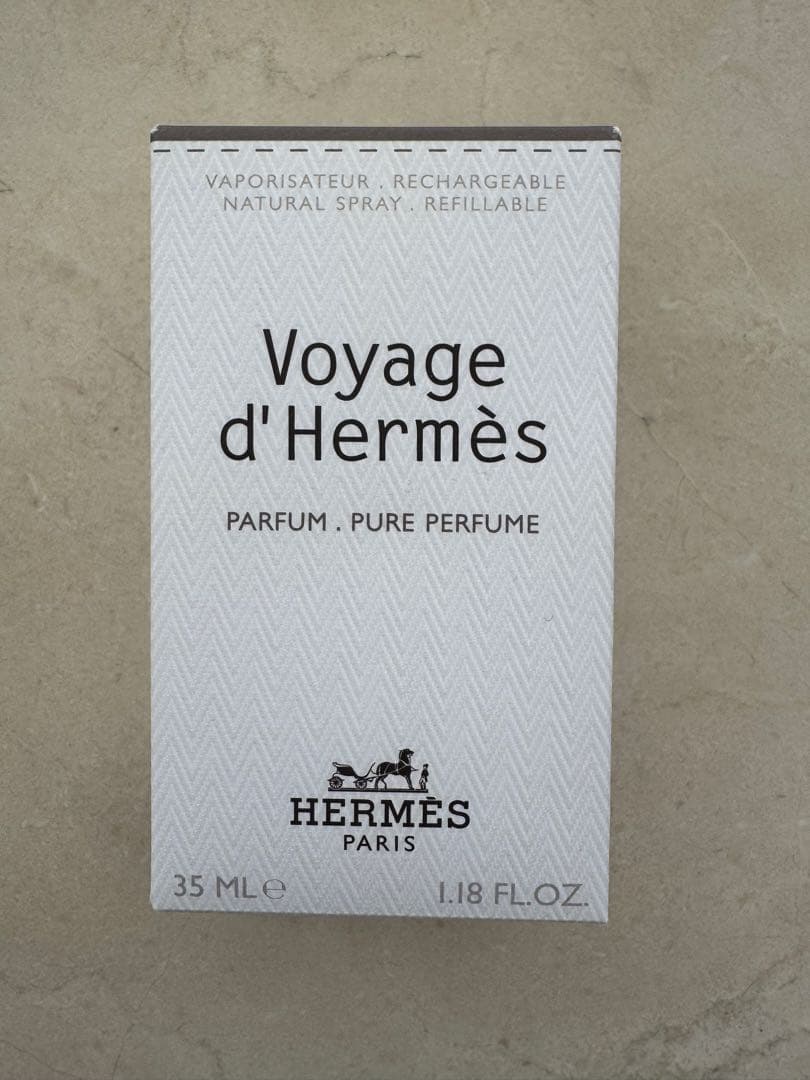 VAPORISATEUR . RECHARGEABLE
NATURAL SPRAY . REFILLABLE
Voyage
d'Hermès
PARFUM . PURE PERFUME
HERMÈS
PARIS
35 ML ℮
1.18 FL.OZ.